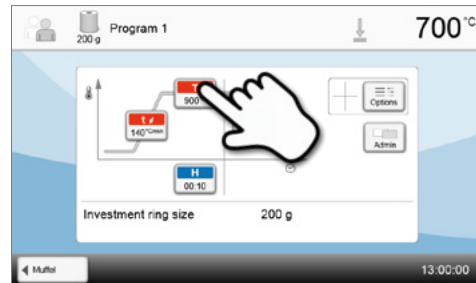 Program 1
700°C
200 g
T
900
Options
t
140°C/min
Admin
H
00:10
Investment ring size 200 g
Muffel
13:00:00